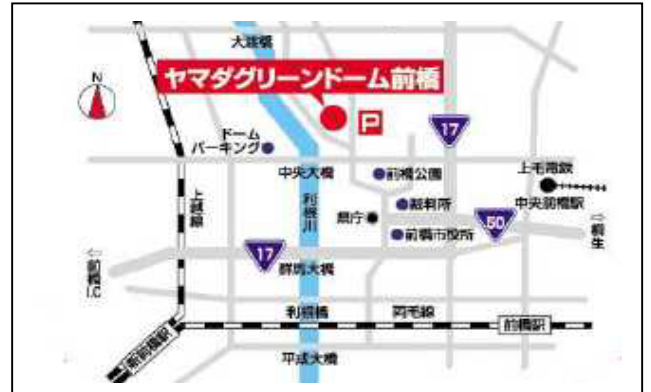 大渡橋
ヤマダグリーンドーム前橋
N
P
17
ドーム
パーキング
中央大橋
前橋公園
上毛電鉄
中央前橋駅
上越線
利根川
県庁
裁判所
前橋市役所
50
⇨桐生
17
群馬大橋
⇦前橋I.C
利根橋
両毛線
前橋駅
新前橋駅
平成大橋